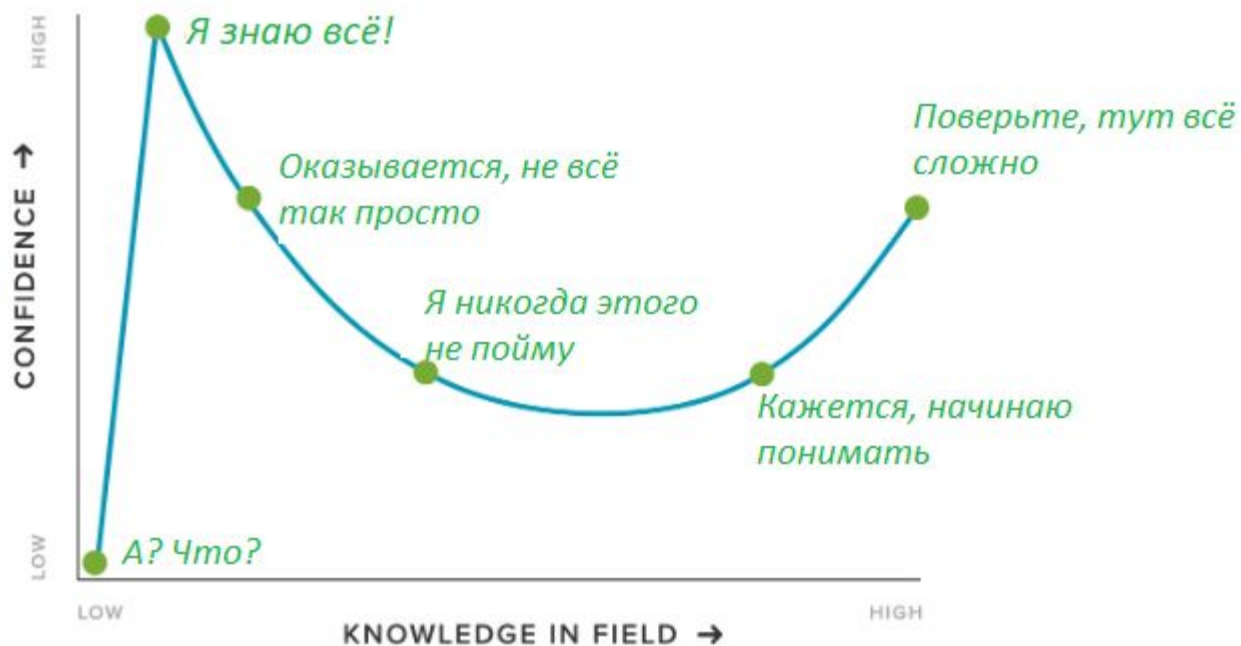 HIGH
Я знаю всё!
Поверьте, тут всё
сложно
Оказывается, не всё
так просто
CONFIDENCE →
Я никогда этого
не пойму
Кажется, начинаю
понимать
LOW
А? Что?
LOW
HIGH
KNOWLEDGE IN FIELD →